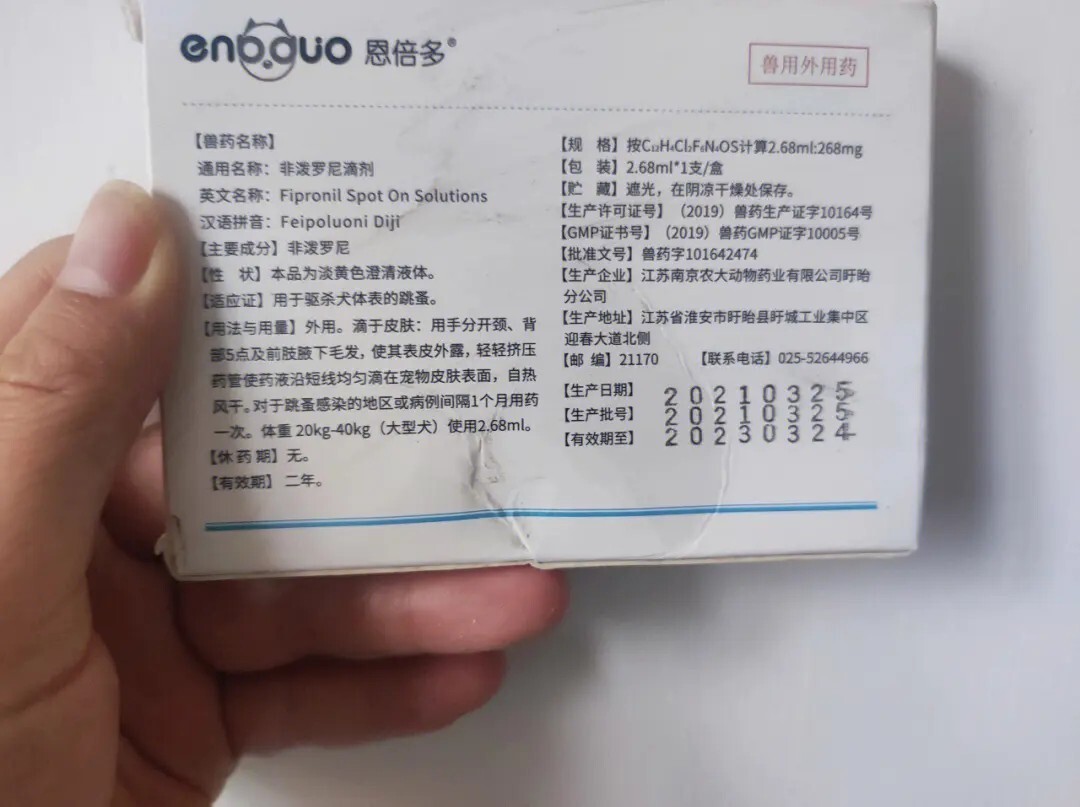 enboduo 恩倍多®
兽用外用药
【兽药名称】
通用名称：非泼罗尼滴剂
英文名称：Fipronil Spot On Solutions
汉语拼音：Feipoluoni Diji
【主要成分】非泼罗尼
【性 状】本品为淡黄色澄清液体。
【适应证】用于驱杀犬体表的跳蚤。
【用法与用量】外用。滴于皮肤：用手分开颈、背
部5点及前肢腋下毛发，使其表皮外露，轻轻挤压
药管使药液沿短线均匀滴在宠物皮肤表面，自热
风干。对于跳蚤感染的地区或病例间隔1个月用药
一次。体重 20kg-40kg（大型犬）使用2.68ml。
【休 药 期】无。
【有效期】 二年。
【规 格】按C₁₂H₄Cl₂F₆N₄OS计算2.68ml:268mg
【包 装】2.68ml*1支/盒
【贮 藏】遮光，在阴凉干燥处保存。
【生产许可证号】（2019）兽药生产证字10164号
【GMP证书号】（2019）兽药GMP证字10005号
【批准文号】兽药字101642474
【生产企业】江苏南京农大动物药业有限公司盱眙
分公司
【生产地址】江苏省淮安市盱眙县盱城工业集中区
迎春大道北侧
【邮 编】21170 【联系电话】025-52644966
【生产日期】 20210325
【生产批号】 20210325
【有效期至】 20230324